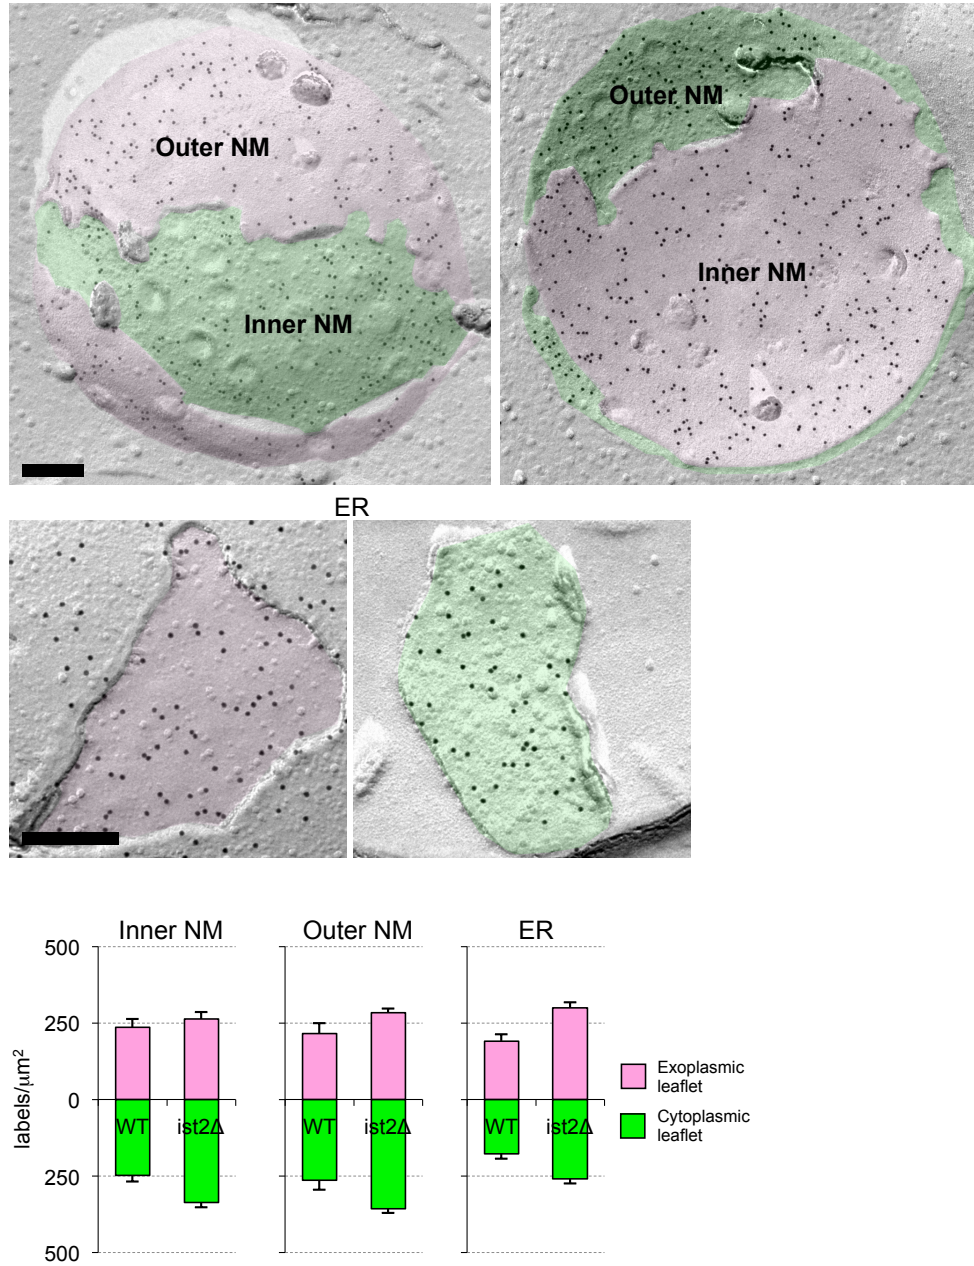 Outer NM
Inner NM
Outer NM
Inner NM
ER
Inner NM
Outer NM
ER
labels/μm²
500
250
0
250
500
WT
ist2Δ
WT
ist2Δ
WT
ist2Δ
Exoplasmic
leaflet
Cytoplasmic
leaflet